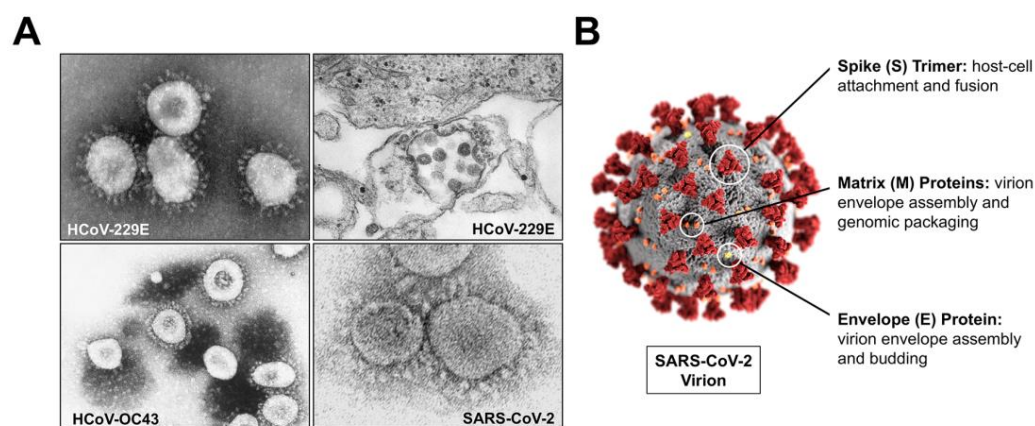 A
HCoV-229E
HCoV-229E
HCoV-OC43
SARS-CoV-2
B
Spike (S) Trimer: host-cell
attachment and fusion
Matrix (M) Proteins: virion
envelope assembly and
genomic packaging
Envelope (E) Protein:
virion envelope assembly
and budding
SARS-CoV-2
Virion